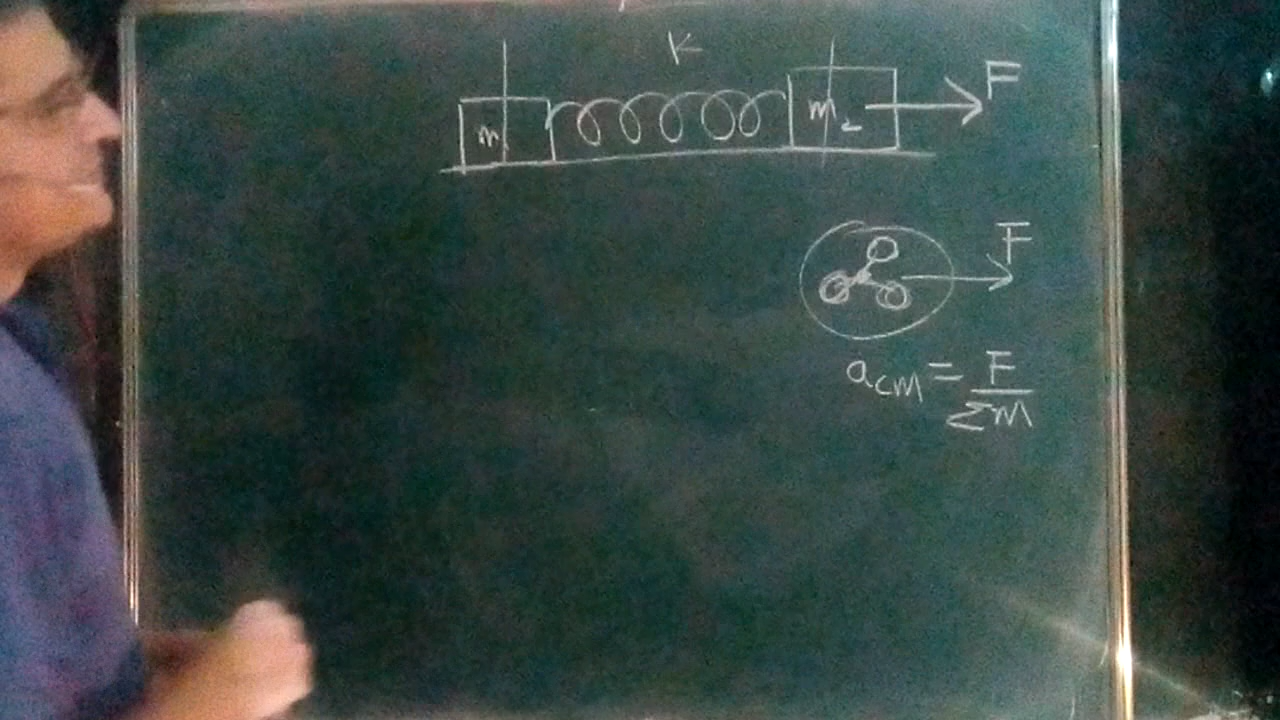 K
m
m₂
F
F
a_CM = F / ΣM